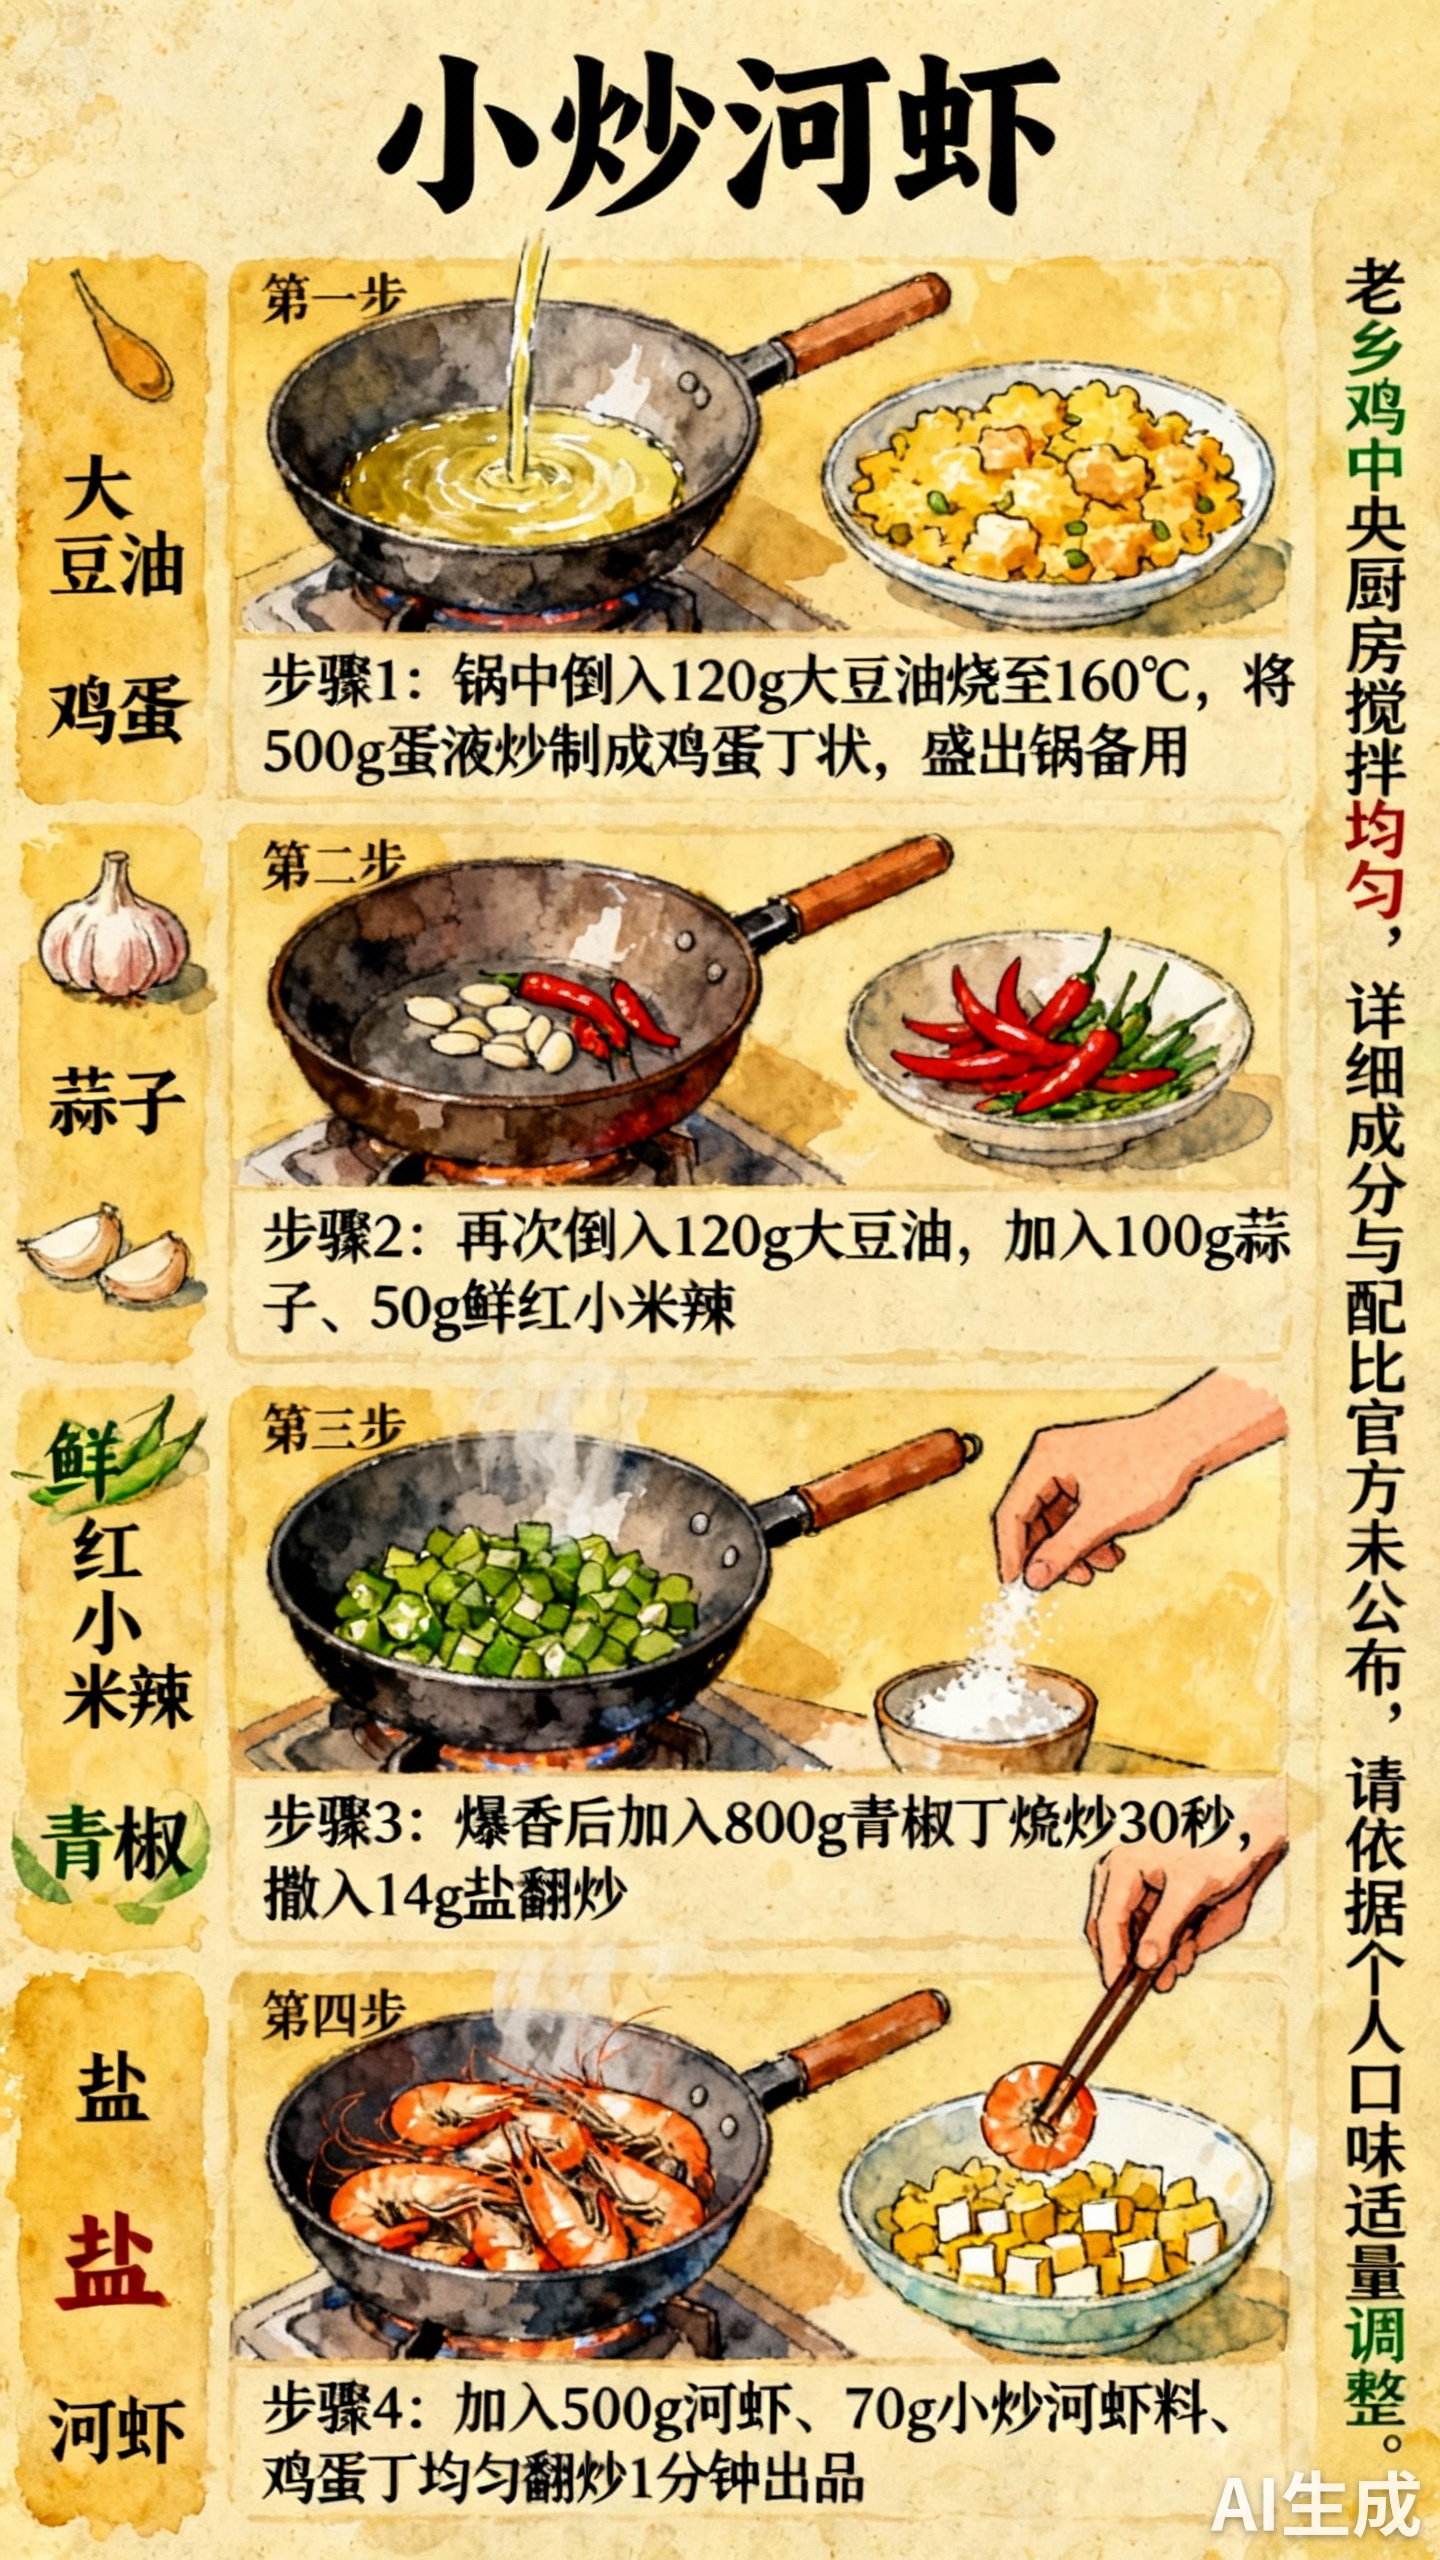 小炒河虾
大
豆油
鸡蛋
第一步
步骤1：锅中倒入120g大豆油烧至160℃，将
500g蛋液炒制成鸡蛋丁状，盛出锅备用
蒜子
第二步
步骤2：再次倒入120g大豆油，加入100g蒜
子、50g鲜红小米辣
鲜
红
小
米辣
青椒
第三步
步骤3：爆香后加入800g青椒丁烧炒30秒，
撒入14g盐翻炒
盐
盐
河虾
第四步
步骤4：加入500g河虾、70g小炒河虾料、
鸡蛋丁均匀翻炒1分钟出品
老乡鸡中央厨房搅拌均匀，详细成分与配比官方未公布，请依据个人口味适量调整。
AI生成